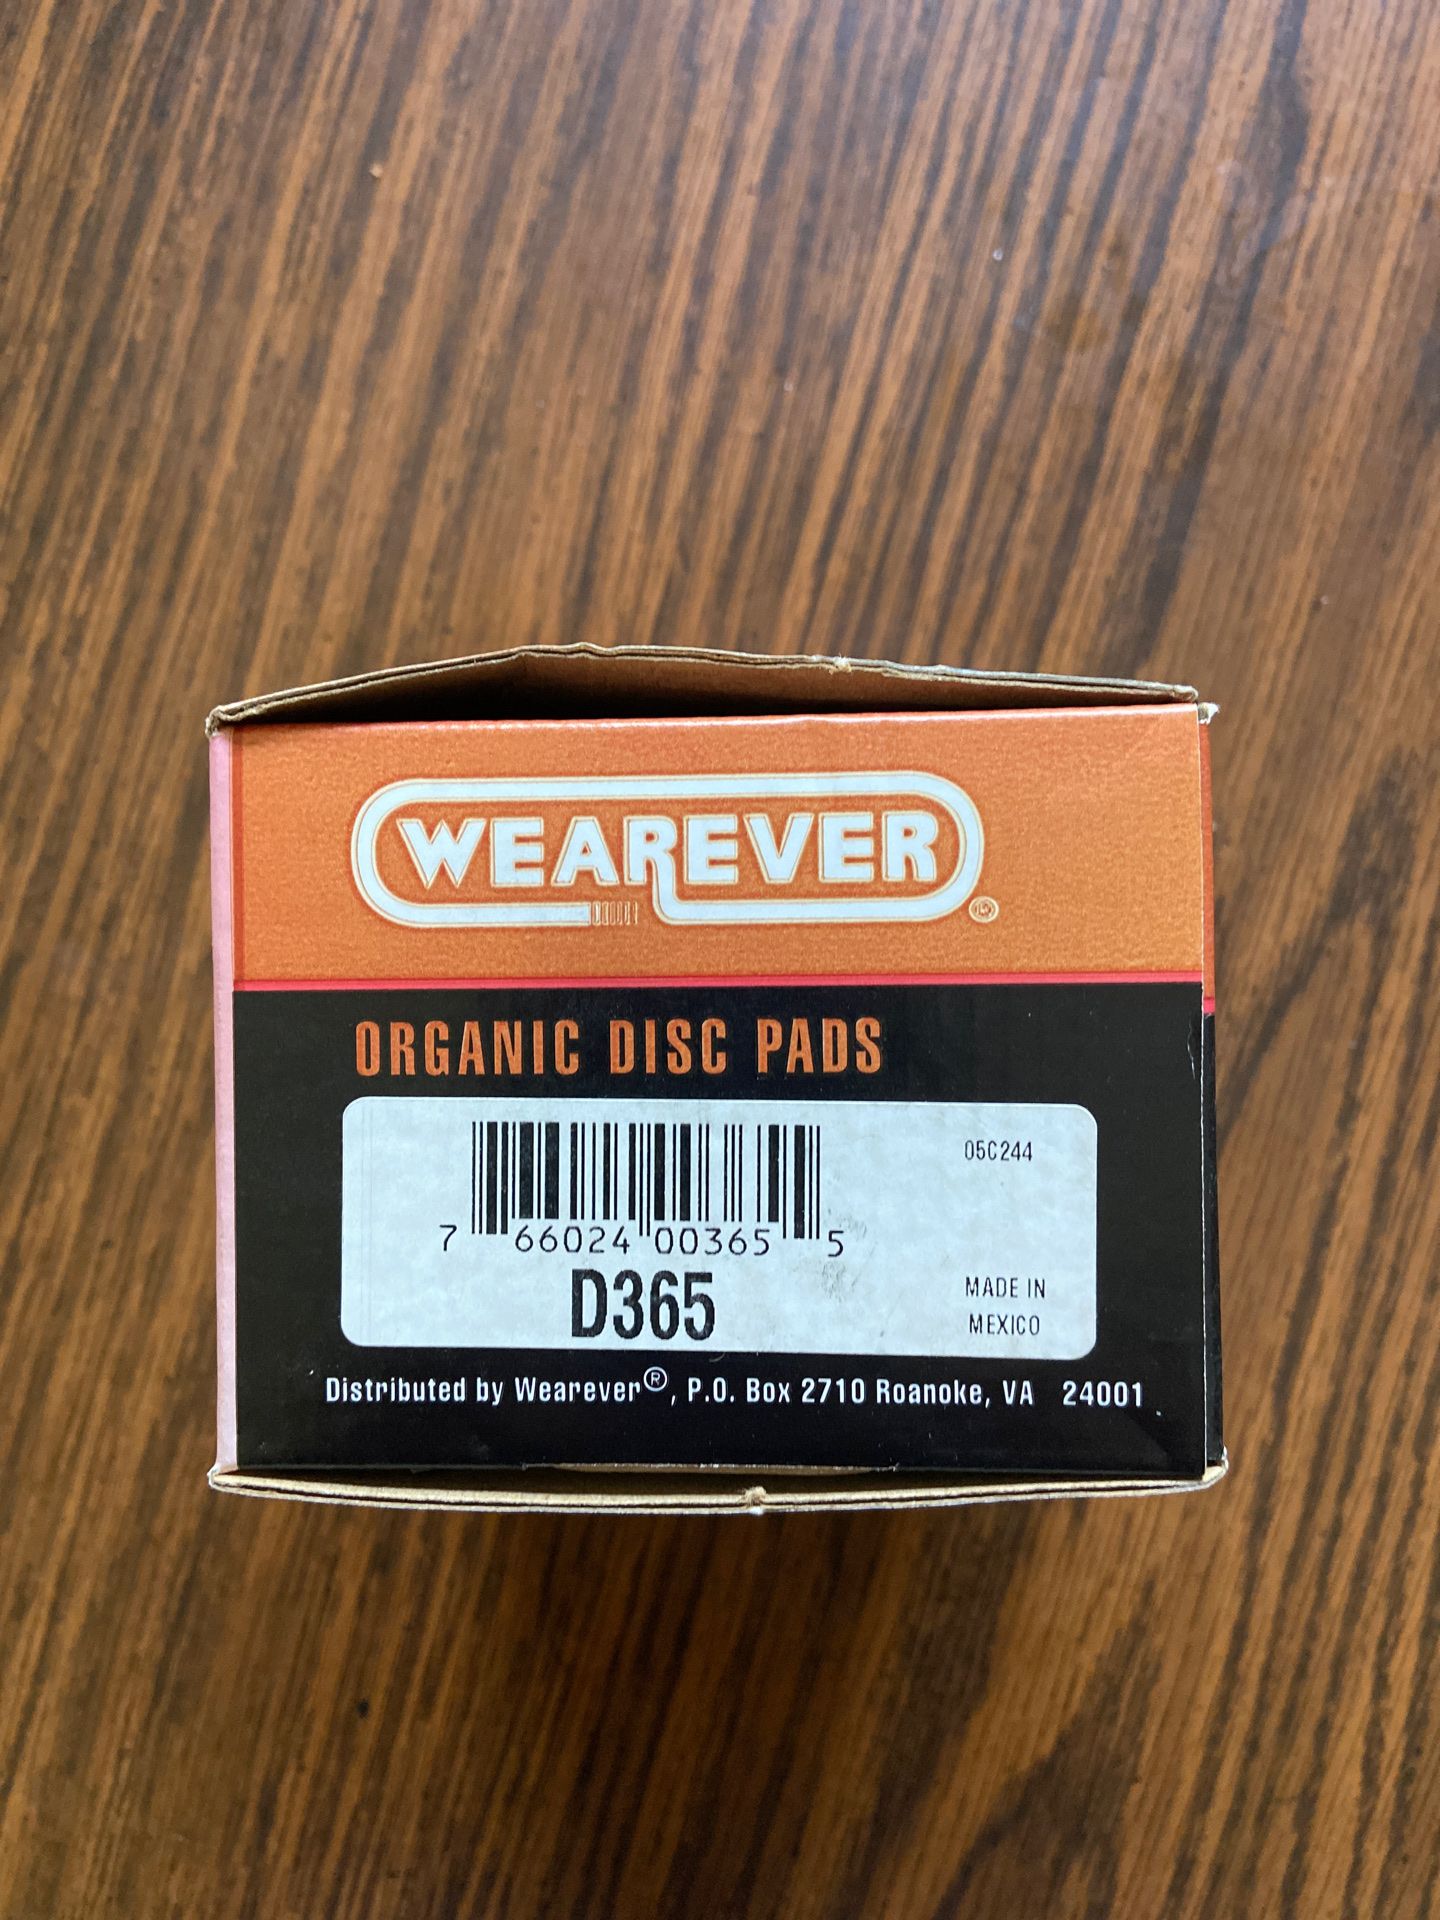 WEAREVER ®
ORGANIC DISC PADS
05C244
7 66024 00365 5
D365
MADE IN
MEXICO
Distributed by Wearever®, P.O. Box 2710 Roanoke, VA 24001